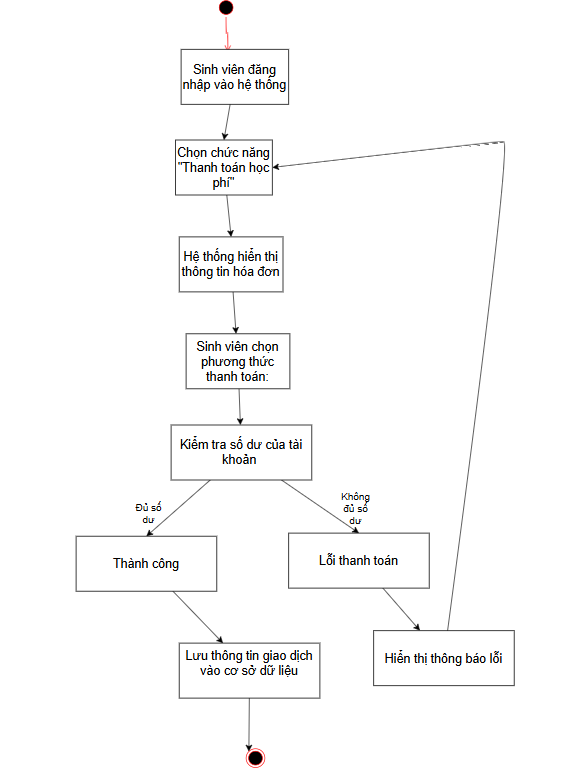 Sinh viên đăng
nhập vào hệ thống
Chọn chức năng
"Thanh toán học
phí"
Hệ thống hiển thị
thông tin hóa đơn
Sinh viên chọn
phương thức
thanh toán:
Kiểm tra số dư của tài
khoản
Đủ số
dư
Không
đủ số
dư
Thành công
Lỗi thanh toán
Lưu thông tin giao dịch
vào cơ sở dữ liệu
Hiển thị thông báo lỗi